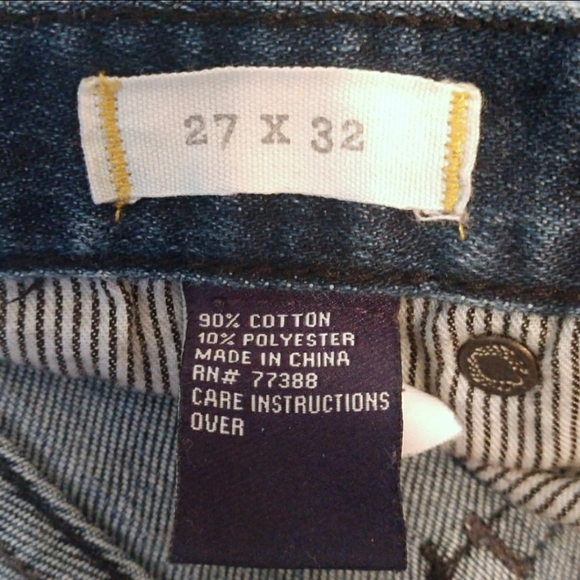 27 X 32
90% COTTON
10% POLYESTER
MADE IN CHINA
RN# 77388
CARE INSTRUCTIONS
OVER